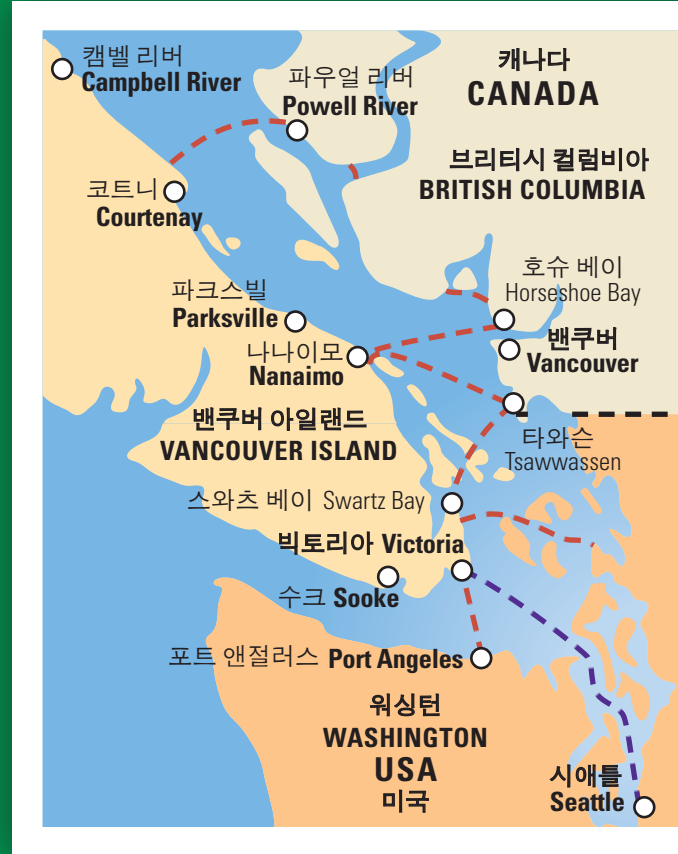 캠벨 리버
Campbell River
파우얼 리버
Powell River
캐나다
CANADA
브리티시 컬럼비아
BRITISH COLUMBIA
코트니
Courtenay
호슈 베이
Horseshoe Bay
파크스빌
Parksville
밴쿠버
Vancouver
나나이모
Nanaimo
밴쿠버 아일랜드
VANCOUVER ISLAND
타와슨
Tsawwassen
스와츠 베이 Swartz Bay
빅토리아 Victoria
수크 Sooke
포트 앤절러스 Port Angeles
워싱턴
WASHINGTON
USA
미국
시애틀
Seattle